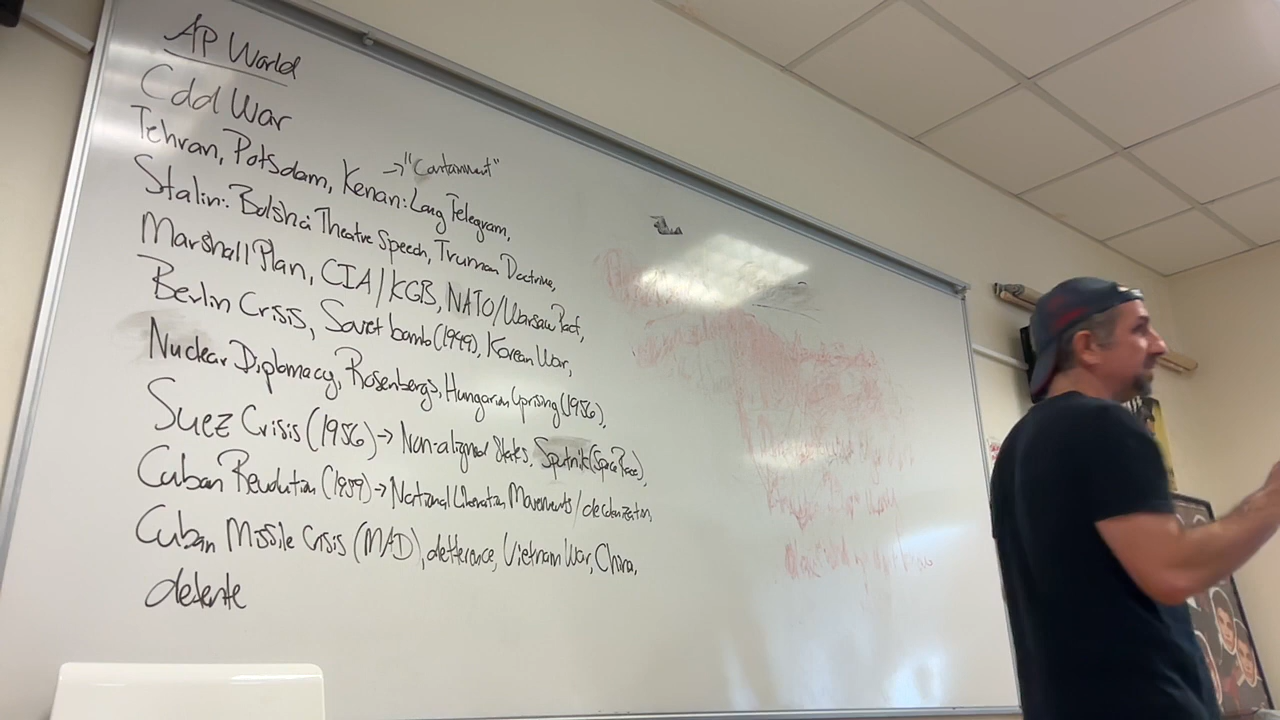 AP World
Cold War
Tehran, Potsdam, Kenan: Long Telegram, → "Containment"
Stalin: Bolshoi Theatre Speech, Truman Doctrine,
Marshall Plan, CIA/KGB, NATO/Warsaw Pact,
Berlin Crisis, Soviet bomb (1949), Korean War,
Nuclear Diplomacy, Rosenbergs, Hungarian Uprising (1956),
Suez Crisis (1956) → Non-aligned States, Sputnik (Space Race),
Cuban Revolution (1959) → National Liberation Movements/decolonization,
Cuban Missile Crisis (MAD), detterence, Vietnam War, China,
detente